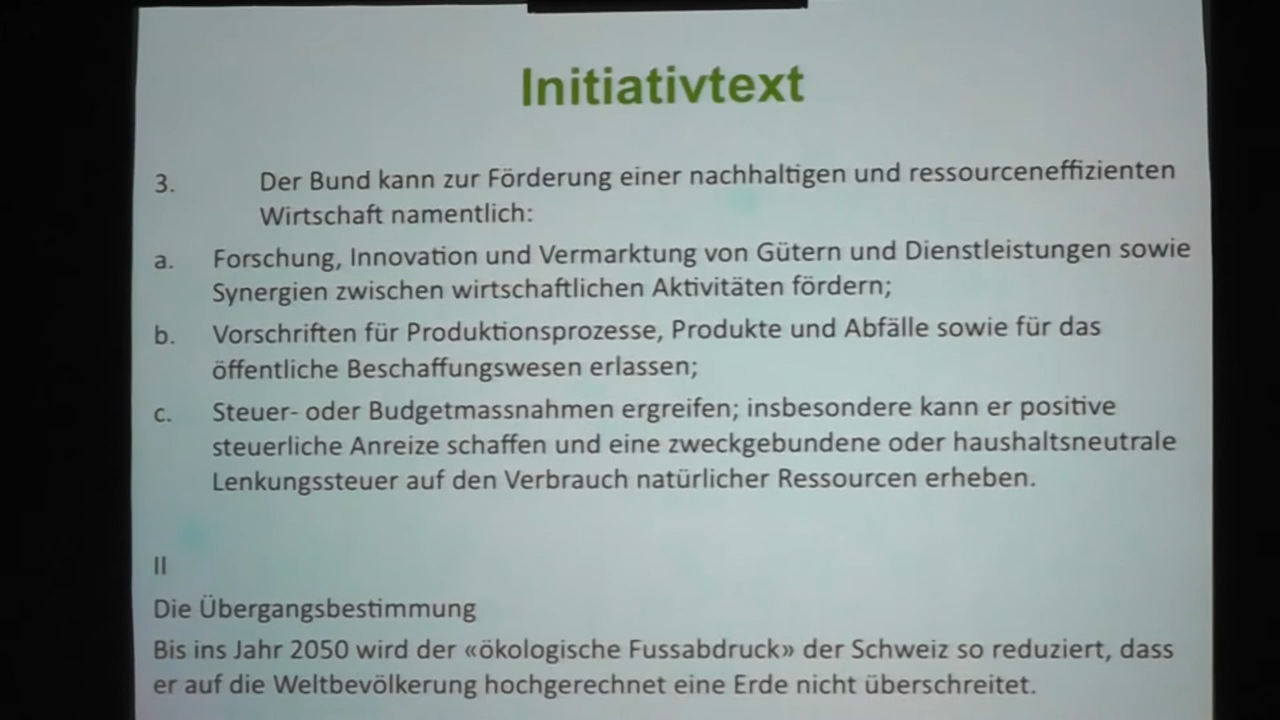 Initiativtext
3. Der Bund kann zur Förderung einer nachhaltigen und ressourceneffizienten
Wirtschaft namentlich:
a. Forschung, Innovation und Vermarktung von Gütern und Dienstleistungen sowie
Synergien zwischen wirtschaftlichen Aktivitäten fördern;
b. Vorschriften für Produktionsprozesse, Produkte und Abfälle sowie für das
öffentliche Beschaffungswesen erlassen;
c. Steuer- oder Budgetmassnahmen ergreifen; insbesondere kann er positive
steuerliche Anreize schaffen und eine zweckgebundene oder haushaltsneutrale
Lenkungssteuer auf den Verbrauch natürlicher Ressourcen erheben.
II
Die Übergangsbestimmung
Bis ins Jahr 2050 wird der «ökologische Fussabdruck» der Schweiz so reduziert, dass
er auf die Weltbevölkerung hochgerechnet eine Erde nicht überschreitet.